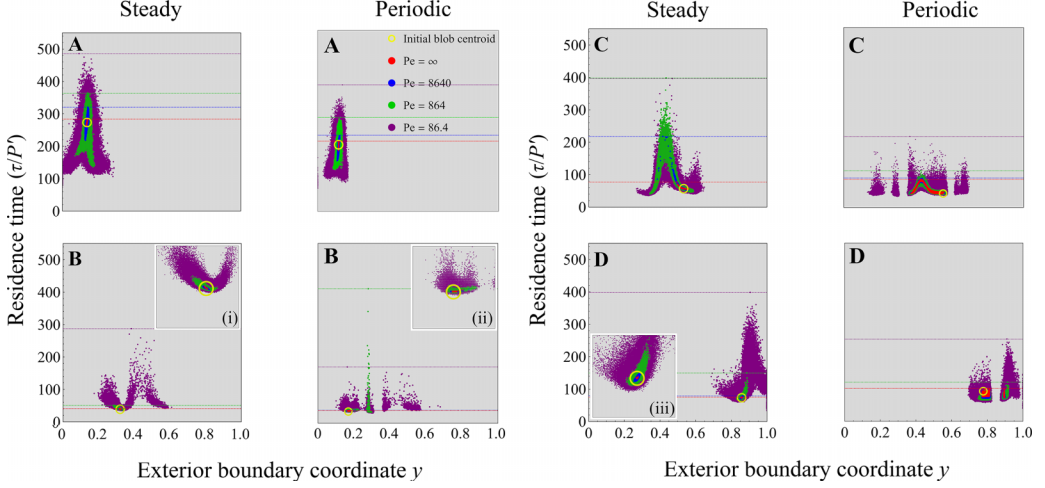 Steady
Periodic
Steady
Periodic
Residence time (τ/P′)
A
500
400
300
200
100
0
A
Initial blob centroid
Pe = ∞
Pe = 8640
Pe = 864
Pe = 86.4
B
500
400
300
200
100
0
(i)
0 0.2 0.4 0.6 0.8 1.0
B
(ii)
0 0.2 0.4 0.6 0.8 1.0
Exterior boundary coordinate y
Residence time (τ/P′)
C
500
400
300
200
100
0
C
D
500
400
300
200
100
0
(iii)
0 0.2 0.4 0.6 0.8 1.0
D
0 0.2 0.4 0.6 0.8 1.0
Exterior boundary coordinate y